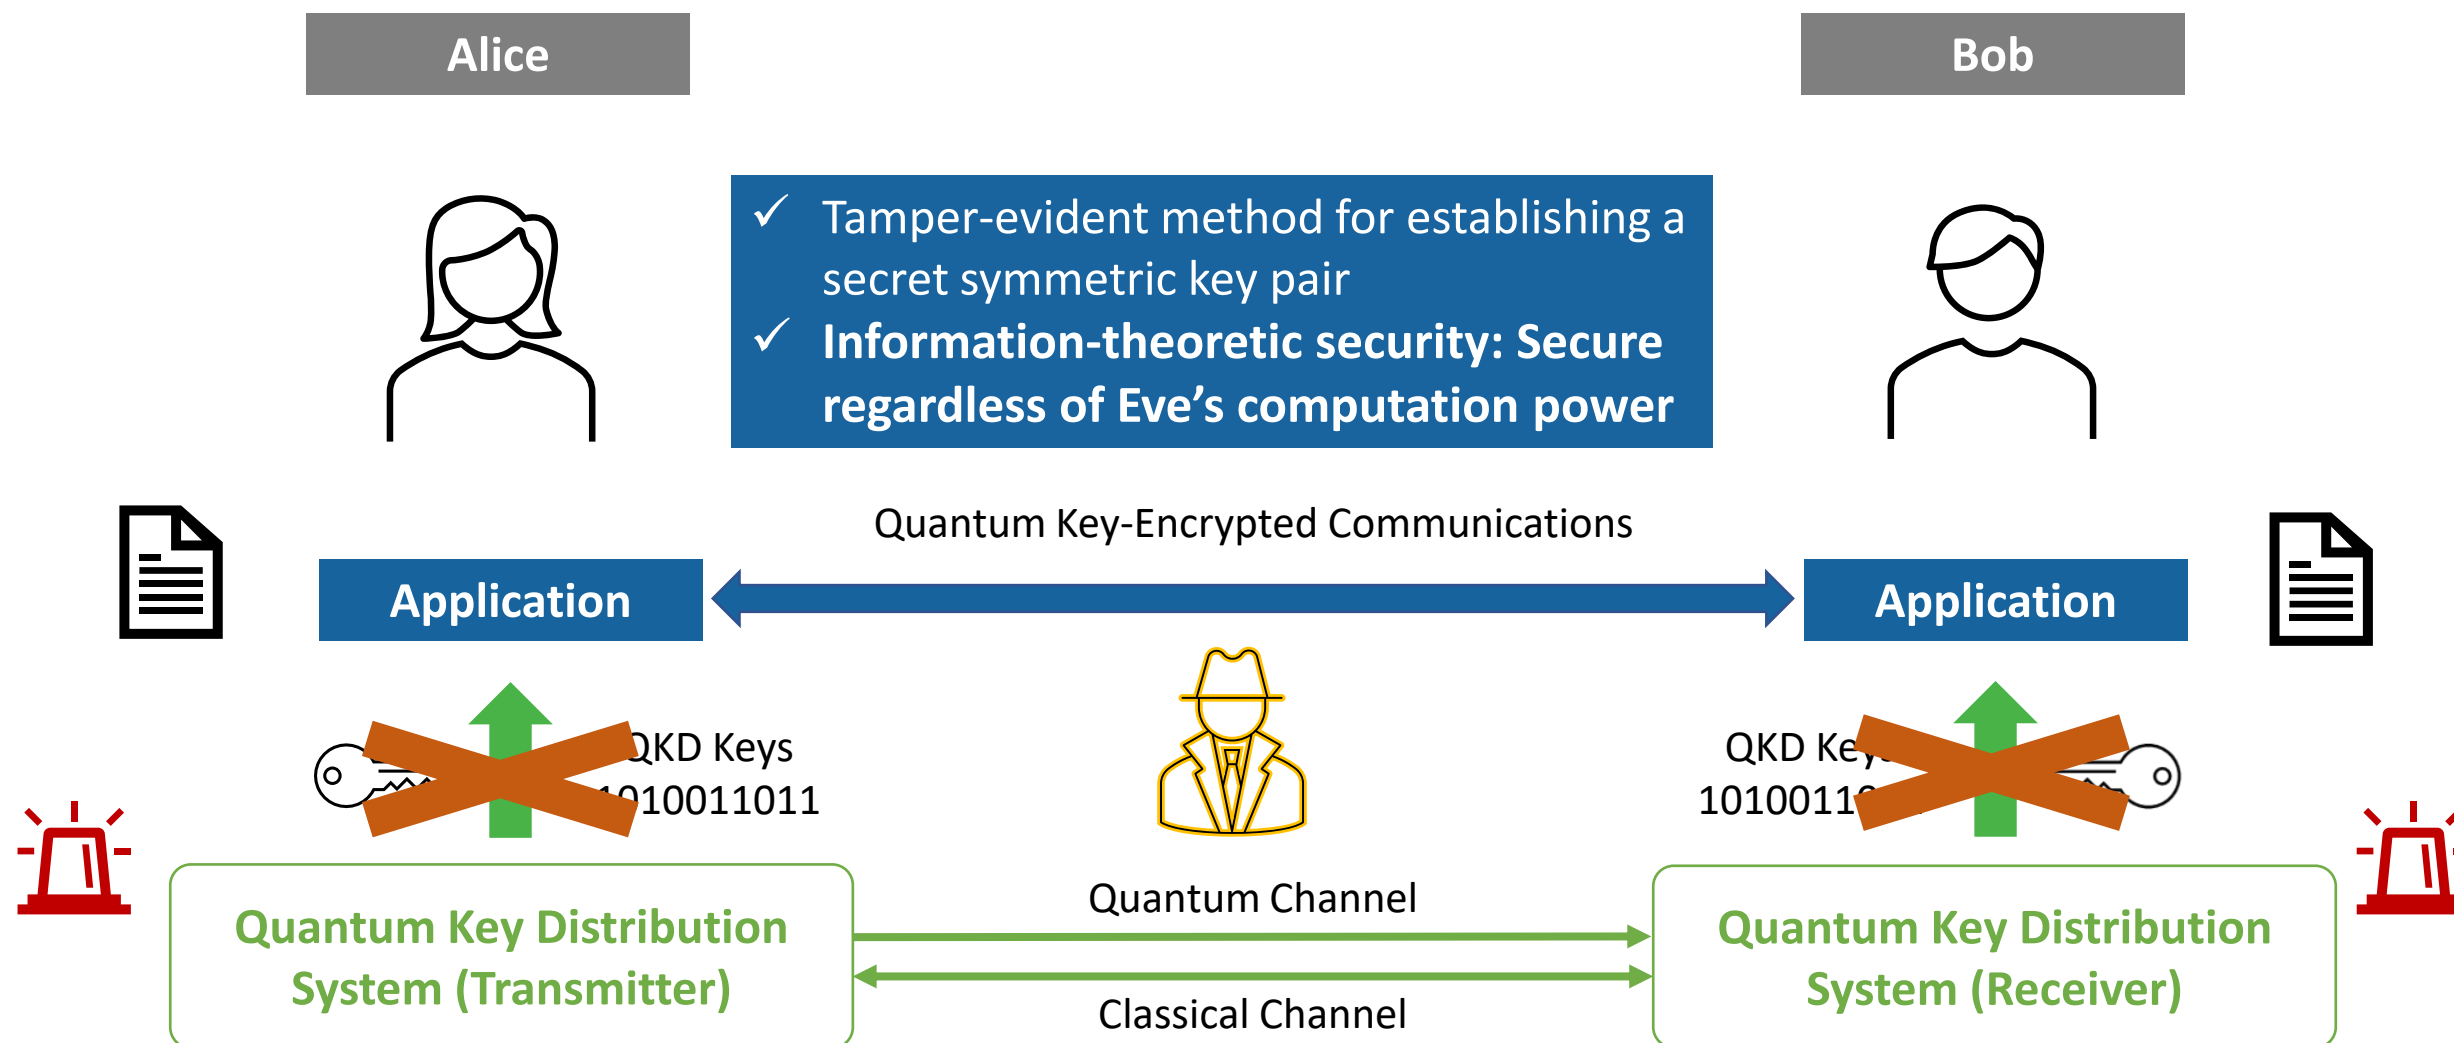 Alice
Bob
✓ Tamper-evident method for establishing a
secret symmetric key pair
✓ Information-theoretic security: Secure
regardless of Eve’s computation power
Quantum Key-Encrypted Communications
Application
Application
QKD Keys
1010011011
QKD Keys
1010011
Quantum Channel
Quantum Key Distribution
System (Transmitter)
Quantum Key Distribution
System (Receiver)
Classical Channel